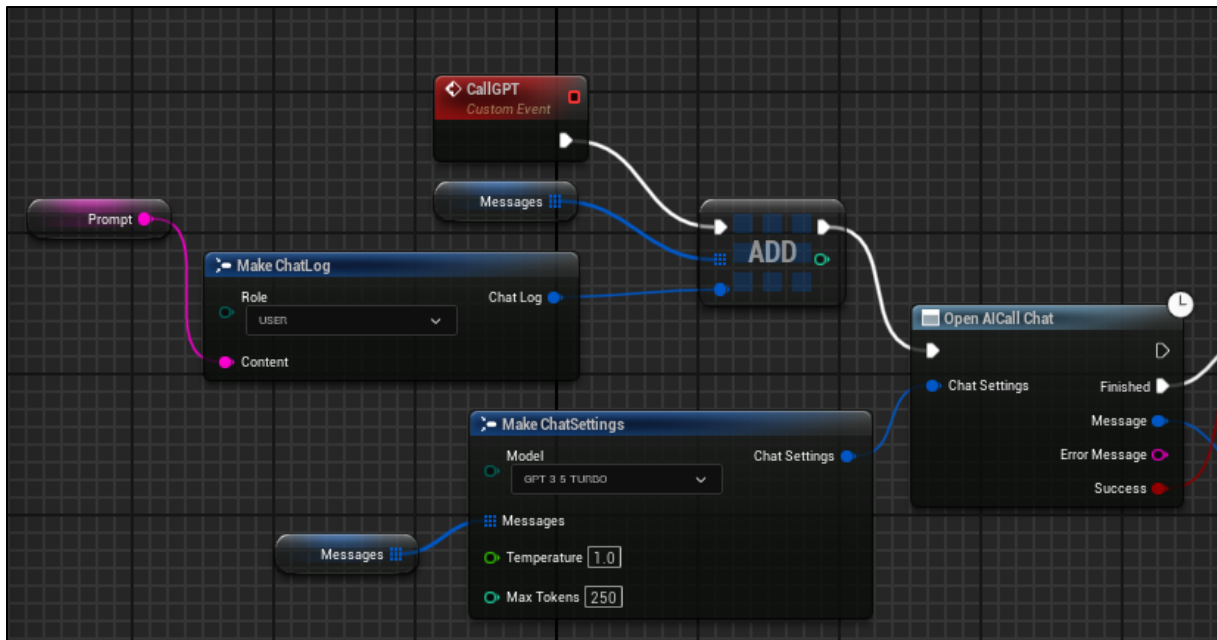 CallGPT
Custom Event
Messages
Prompt
ADD
Make ChatLog
Role
Chat Log
USER
Content
Open AICall Chat
Chat Settings
Finished
Message
Error Message
Success
Make ChatSettings
Model
Chat Settings
GPT 3 5 TURBO
Messages
Messages
Temperature 1.0
Max Tokens 250